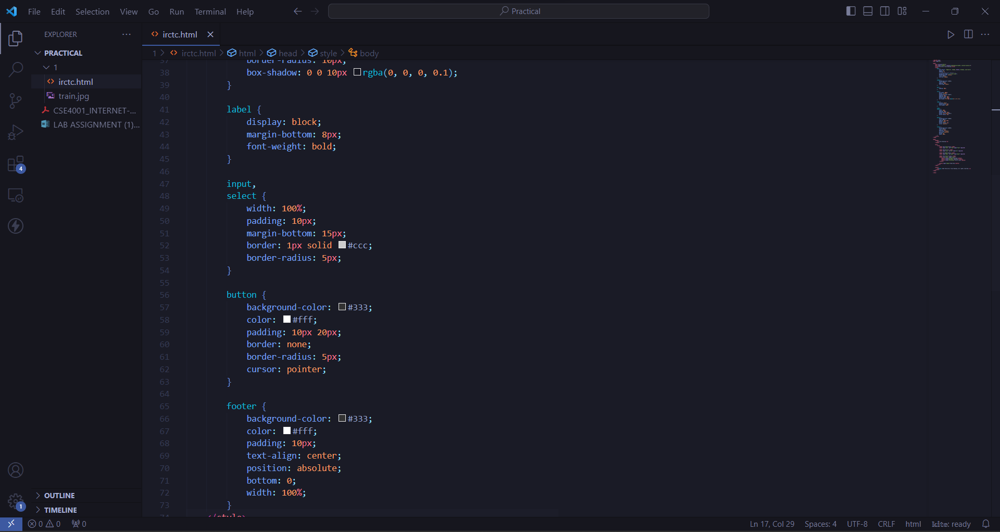 File Edit Selection View Go Run Terminal Help
Practical
EXPLORER
PRACTICAL
1
irctc.html
train.jpg
CSE4001_INTERNET-...
LAB ASSIGNMENT (1)...
OUTLINE
TIMELINE
4
1
irctc.html
1 > irctc.html > html > head > style > body
37 border-radius: 10px;
38 box-shadow: 0 0 10px rgba(0, 0, 0, 0.1);
39 }
40
41 label {
42 display: block;
43 margin-bottom: 8px;
44 font-weight: bold;
45 }
46
47 input,
48 select {
49 width: 100%;
50 padding: 10px;
51 margin-bottom: 15px;
52 border: 1px solid #ccc;
53 border-radius: 5px;
54 }
55
56 button {
57 background-color: #333;
58 color: #fff;
59 padding: 10px 20px;
60 border: none;
61 border-radius: 5px;
62 cursor: pointer;
63 }
64
65 footer {
66 background-color: #333;
67 color: #fff;
68 padding: 10px;
69 text-align: center;
70 position: absolute;
71 bottom: 0;
72 width: 100%;
73 }
74 </style>
0 0 0
Ln 17, Col 29 Spaces: 4 UTF-8 CRLF html kite: ready